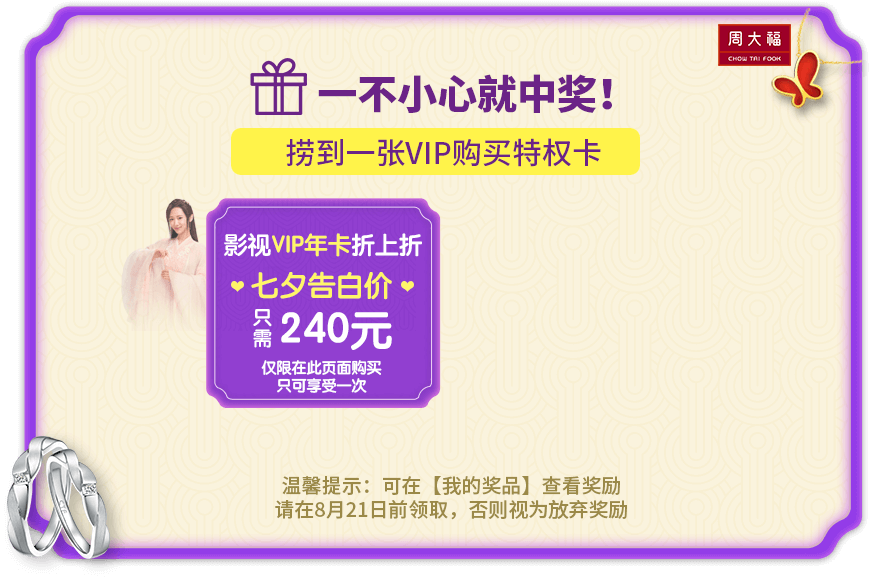 周大福
CHOW TAI FOOK
一不小心就中奖！
捞到一张VIP购买特权卡
影视VIP年卡折上折
七夕告白价
只需240元
仅限在此页面购买
只可享受一次
温馨提示：可在【我的奖品】查看奖励
请在8月21日前领取，否则视为放弃奖励